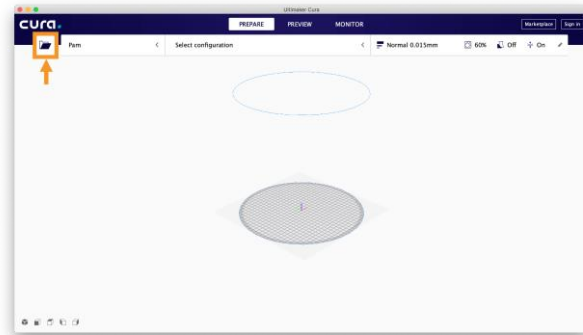 Ultimaker Cura
cura.
PREPARE PREVIEW MONITOR
Marketplace Sign in
Pam
Select configuration
Normal 0.015mm
60%
Off
On